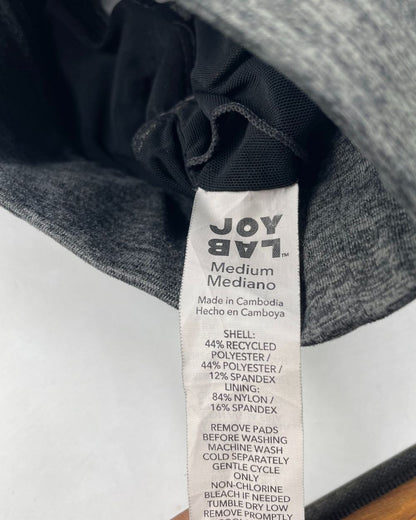 JOY
LAB™
Medium
Mediano
Made in Cambodia
Hecho en Camboya
SHELL:
44% RECYCLED
POLYESTER /
44% POLYESTER /
12% SPANDEX
LINING:
84% NYLON /
16% SPANDEX
REMOVE PADS
BEFORE WASHING
MACHINE WASH
COLD SEPARATELY
GENTLE CYCLE
ONLY
NON-CHLORINE
BLEACH IF NEEDED
TUMBLE DRY LOW
REMOVE PROMPTLY